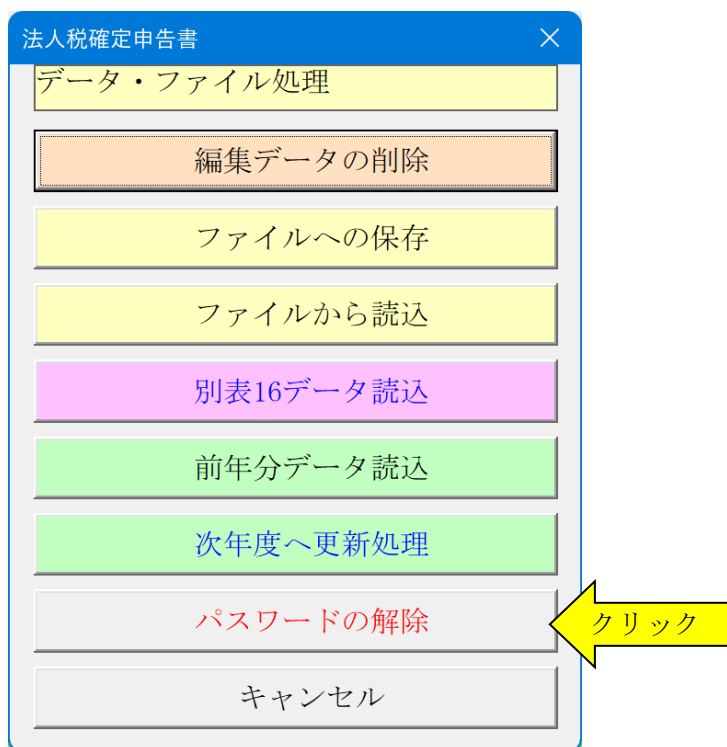 法人税確定申告書
データ・ファイル処理
編集データの削除
ファイルへの保存
ファイルから読込
別表16データ読込
前年分データ読込
次年度へ更新処理
パスワードの解除
クリック
キャンセル